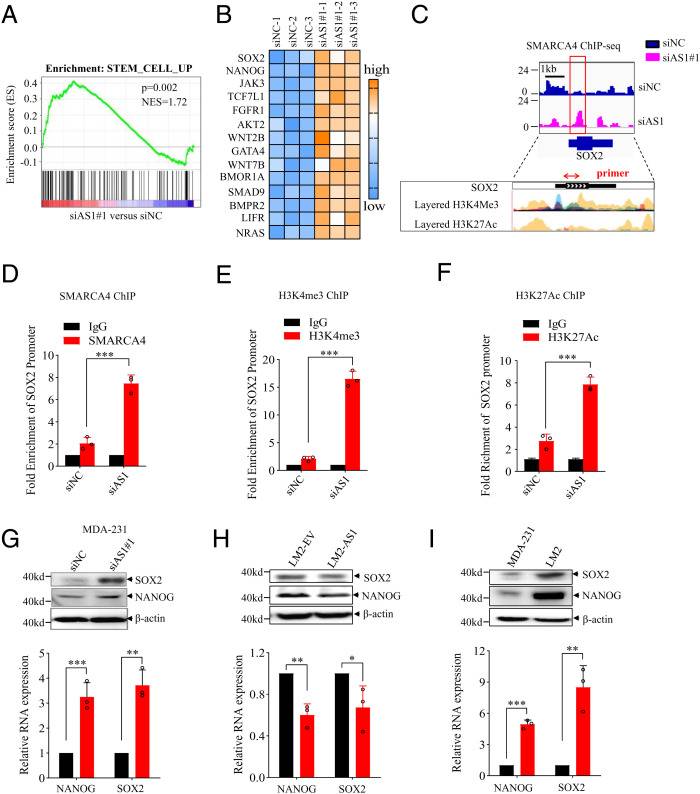 A
Enrichment: STEM_CELL_UP
p=0.002
NES=1.72
Enrichment score (ES)
0.4
0.3
0.2
0.1
0.0
-0.1
siAS1#1 versus siNC
B
siNC-1
siNC-2
siNC-3
siAS1#1-1
siAS1#1-2
siAS1#1-3
SOX2
NANOG
JAK3
TCF7L1
FGFR1
AKT2
WNT2B
GATA4
WNT7B
BMOR1A
SMAD9
BMPR2
LIFR
NRAS
high
low
C
siNC
siAS1#1
SMARCA4 ChIP-seq
24
1kb
0
siNC
24
0
siAS1
SOX2
primer
SOX2
Layered H3K4Me3
Layered H3K27Ac
D
SMARCA4 ChIP
IgG
SMARCA4
Fold Enrichment of SOX2 Promoter
10
8
6
4
2
0
***
siNC
siAS1
E
H3K4me3 ChIP
IgG
H3K4me3
Fold Enrichment of SOX2 Promoter
20
15
10
5
0
***
siNC
siAS1
F
H3K27Ac ChIP
IgG
H3K27Ac
Fold Richment of SOX2 promoter
10
8
6
4
2
0
***
siNC
siAS1
G
MDA-231
siNC
siAS1#1
40kd
SOX2
40kd
NANOG
40kd
β-actin
Relative RNA expression
5
4
3
2
1
0
***
**
NANOG
SOX2
H
LM2-EV
LM2-AS1
40kd
SOX2
40kd
NANOG
40kd
β-actin
Relative RNA expression
1.2
0.8
0.4
0.0
**
*
NANOG
SOX2
I
MDA-231
LM2
40kd
SOX2
40kd
NANOG
40kd
β-actin
Relative RNA expression
12
9
6
3
0
***
**
NANOG
SOX2